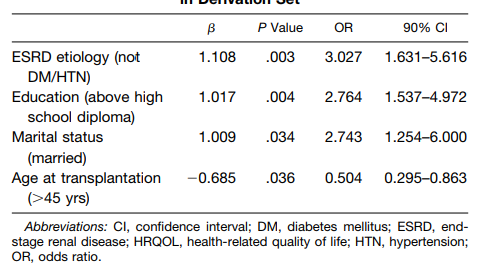 in Derivation Set
β P Value OR 90% CI
ESRD etiology (not 1.108 .003 3.027 1.631–5.616
DM/HTN)
Education (above high 1.017 .004 2.764 1.537–4.972
school diploma)
Marital status 1.009 .034 2.743 1.254–6.000
(married)
Age at transplantation −0.685 .036 0.504 0.295–0.863
(>45 yrs)
Abbreviations: CI, confidence interval; DM, diabetes mellitus; ESRD, end-
stage renal disease; HRQOL, health-related quality of life; HTN, hypertension;
OR, odds ratio.